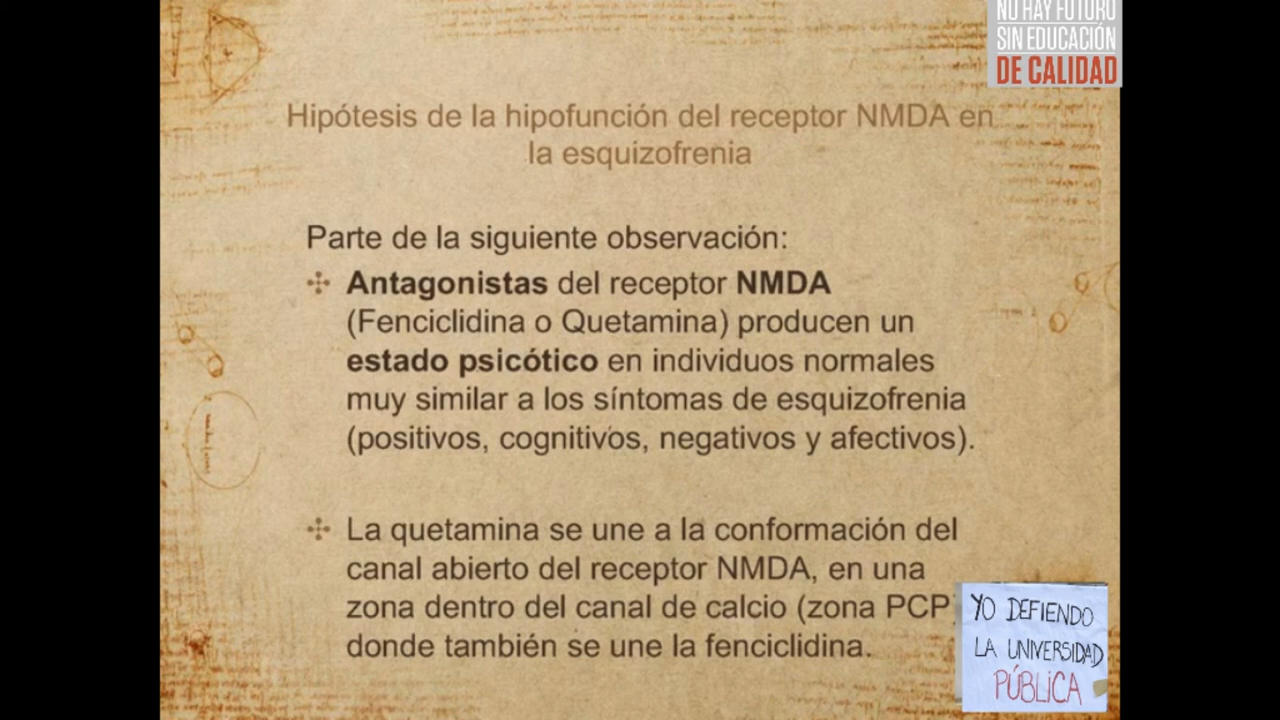 NO HAY FUTURO
SIN EDUCACIÓN
DE CALIDAD
Hipótesis de la hipofunción del receptor NMDA en
la esquizofrenia
Parte de la siguiente observación:
Antagonistas del receptor NMDA
(Fenciclidina o Quetamina) producen un
estado psicótico en individuos normales
muy similar a los síntomas de esquizofrenia
(positivos, cognitivos, negativos y afectivos).
La quetamina se une a la conformación del
canal abierto del receptor NMDA, en una
zona dentro del canal de calcio (zona PCP)
donde también se une la fenciclidina.
YO DEFIENDO
LA UNIVERSIDAD
PÚBLICA